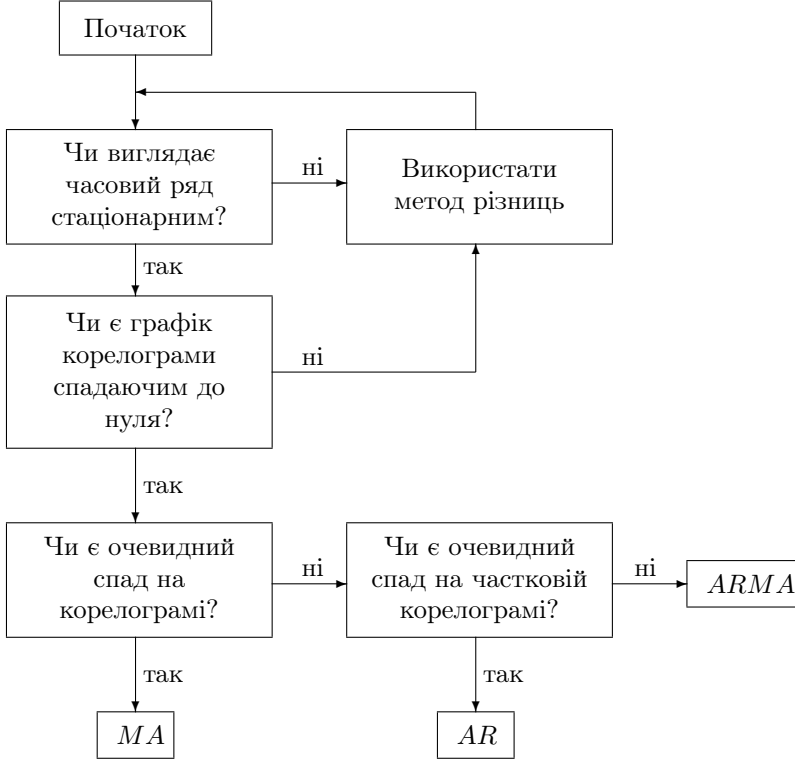 Початок
Чи виглядає
часовий ряд
стаціонарним?
ні
Використати
метод різниць
так
Чи є графік
корелограми
спадаючим до
нуля?
ні
так
Чи є очевидний
спад на
корелограмі?
ні
Чи є очевидний
спад на частковій
корелограмі?
ні
ARMA
так
так
MA
AR